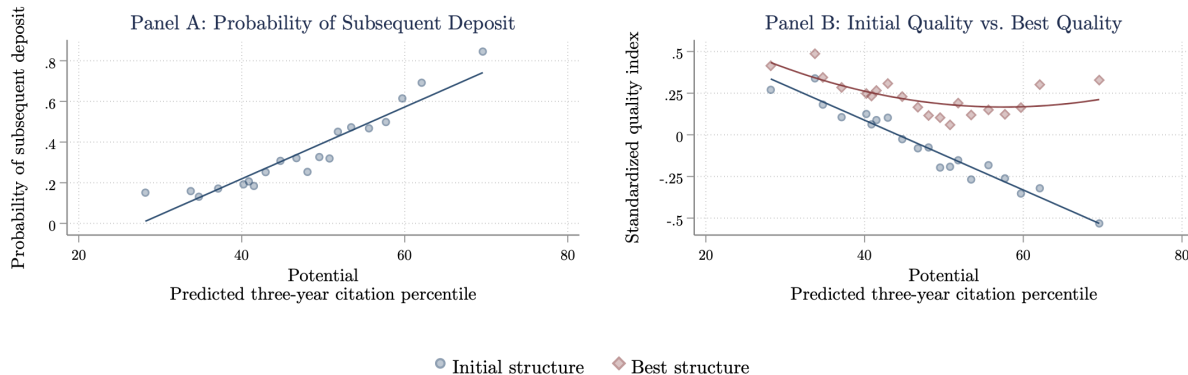 Panel A: Probability of Subsequent Deposit
Probability of subsequent deposit
.8
.6
.4
.2
0
20 40 60 80
Potential
Predicted three-year citation percentile
Panel B: Initial Quality vs. Best Quality
Standardized quality index
.5
.25
0
-.25
-.5
20 40 60 80
Potential
Predicted three-year citation percentile
Initial structure Best structure